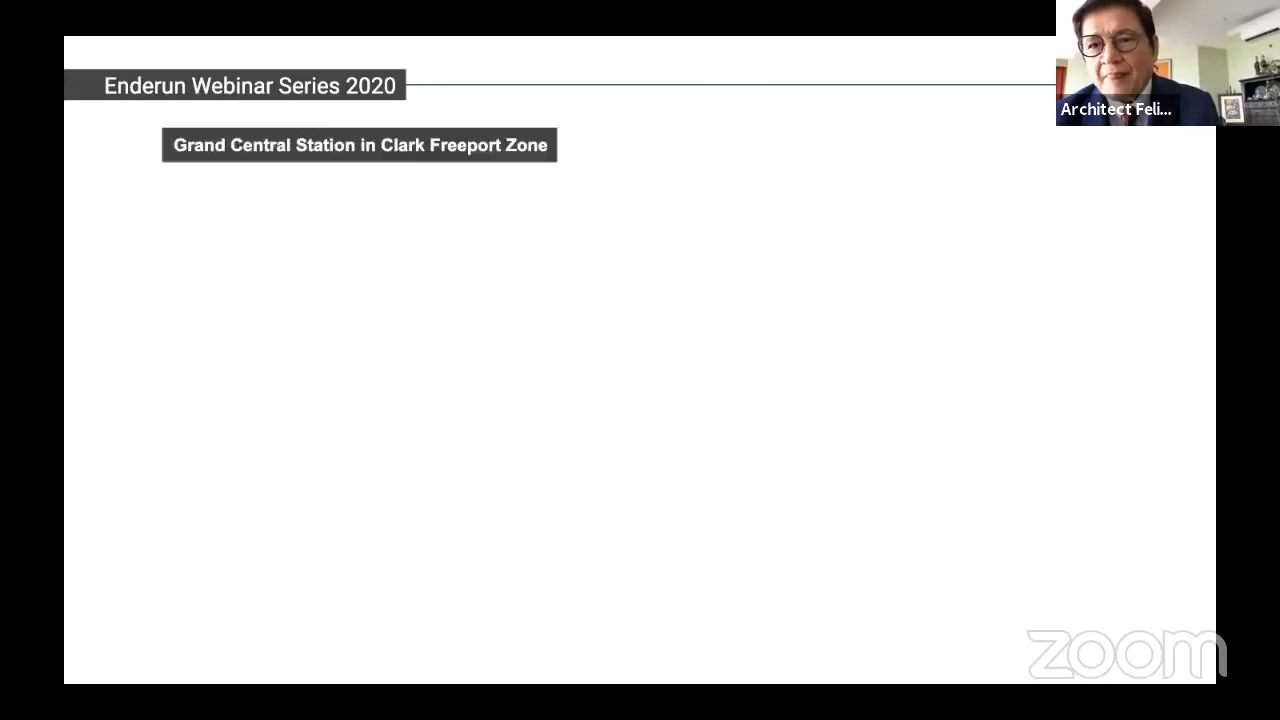 Enderun Webinar Series 2020
Architect Feli...
Grand Central Station in Clark Freeport Zone
zoom